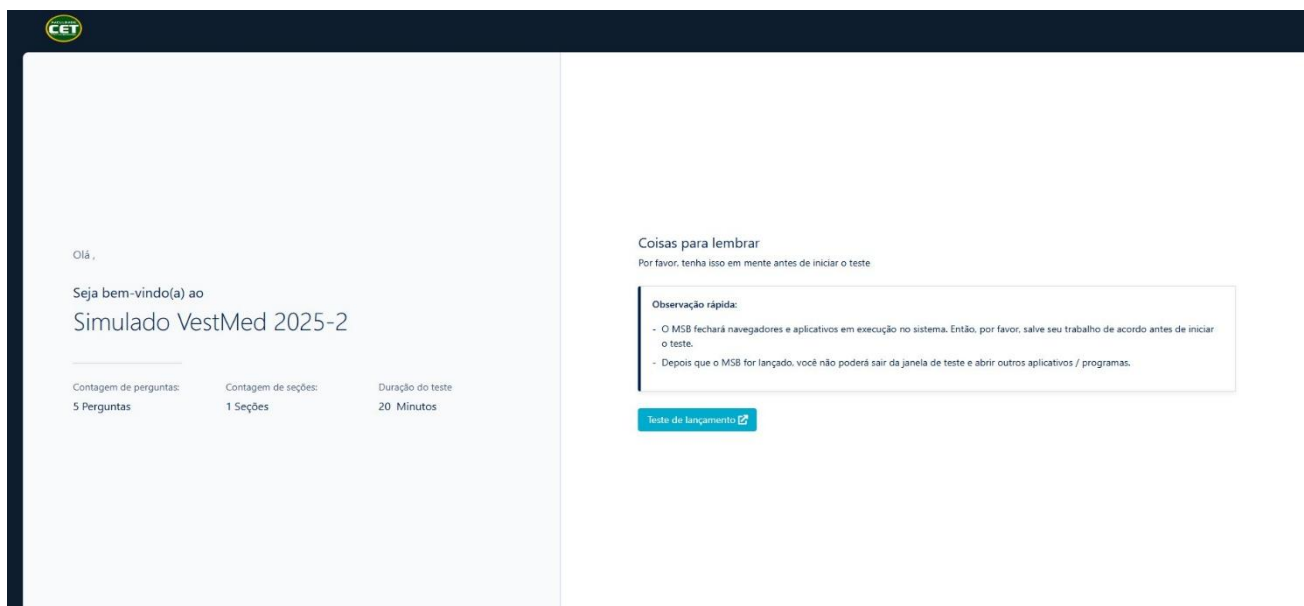 CET
Olá ,
Seja bem-vindo(a) ao
Simulado VestMed 2025-2
Contagem de perguntas:
5 Perguntas
Contagem de seções:
1 Seções
Duração do teste
20 Minutos
Coisas para lembrar
Por favor, tenha isso em mente antes de iniciar o teste
Observação rápida:
- O MSB fechará navegadores e aplicativos em execução no sistema. Então, por favor, salve seu trabalho de acordo antes de iniciar
o teste.
- Depois que o MSB for lançado, você não poderá sair da janela de teste e abrir outros aplicativos / programas.
Teste de lançamento